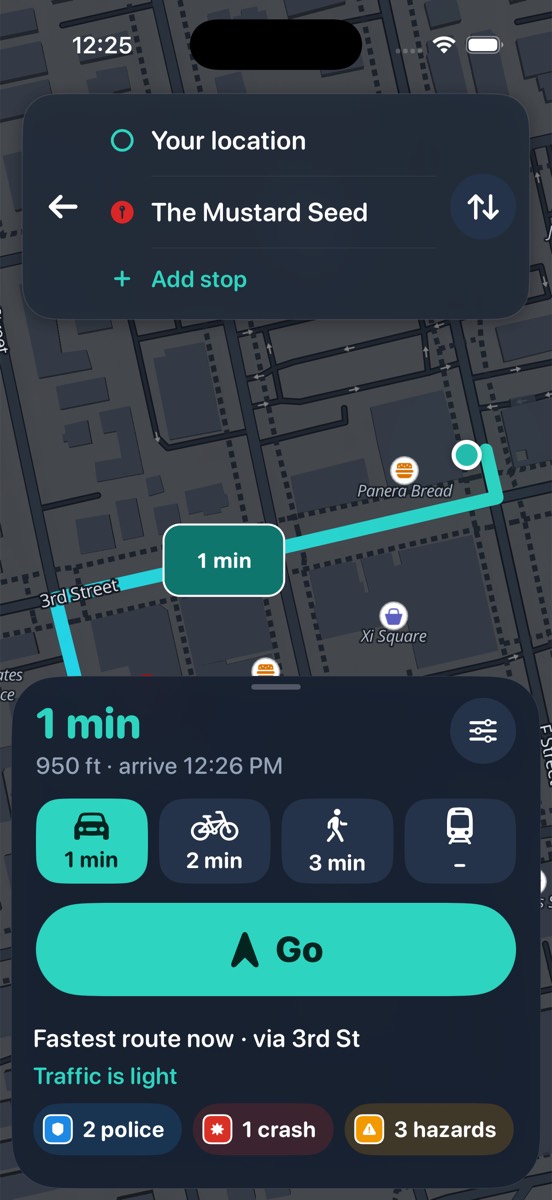 12:25
Your location
The Mustard Seed
+ Add stop
Panera Bread
1 min
3rd Street
Xi Square
1 min
950 ft · arrive 12:26 PM
1 min
2 min
3 min
–
Go
Fastest route now · via 3rd St
Traffic is light
2 police
1 crash
3 hazards